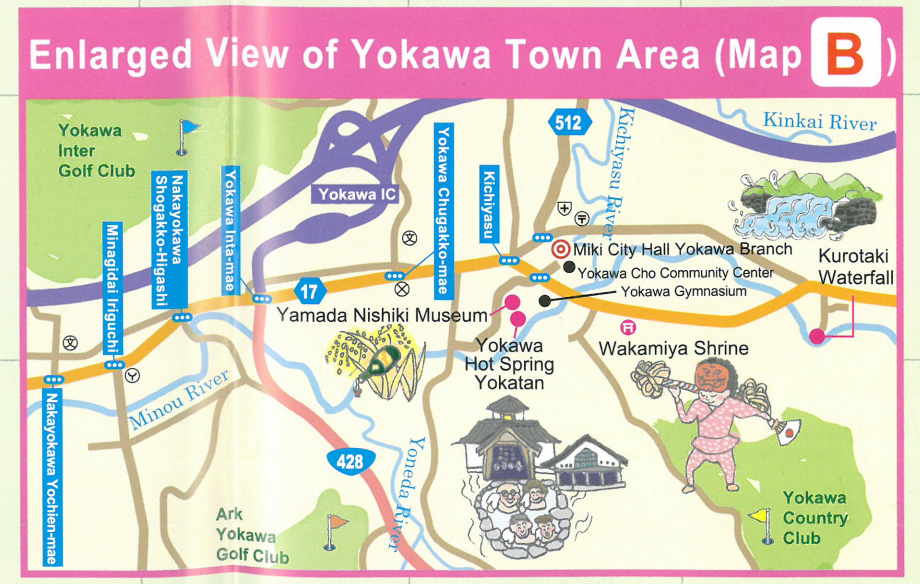 Enlarged View of Yokawa Town Area (Map B)
Yokawa
Inter
Golf Club
512
Kichiyasu River
Kinkai River
Yokawa IC
Nakayokawa
Shogakko-Higashi
Yokawa Inta-mae
Yokawa Chugakko-mae
Kichiyasu
Minagidai Iriguchi
文
〒
Miki City Hall Yokawa Branch
Yokawa Cho Community Center
Yokawa Gymnasium
Kurotaki
Waterfall
17
Yamada Nishiki Museum
文
Yokawa
Hot Spring
Yokatan
Wakamiya Shrine
Minou River
Nakayokawa Yochien-mae
428
Yoneda River
Ark
Yokawa
Golf Club
Yokawa
Country
Club